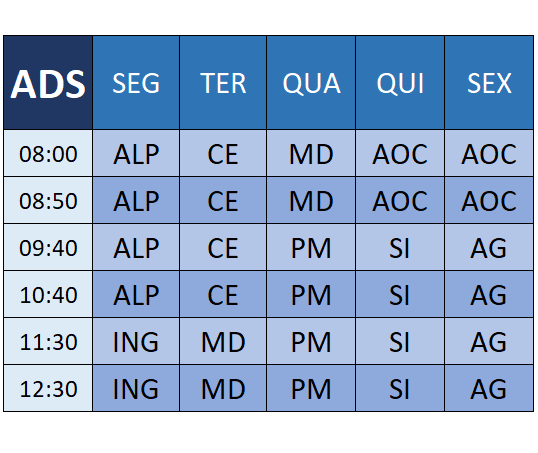 ADS SEG TER QUA QUI SEX
08:00 ALP CE MD AOC AOC
08:50 ALP CE MD AOC AOC
09:40 ALP CE PM SI AG
10:40 ALP CE PM SI AG
11:30 ING MD PM SI AG
12:30 ING MD PM SI AG